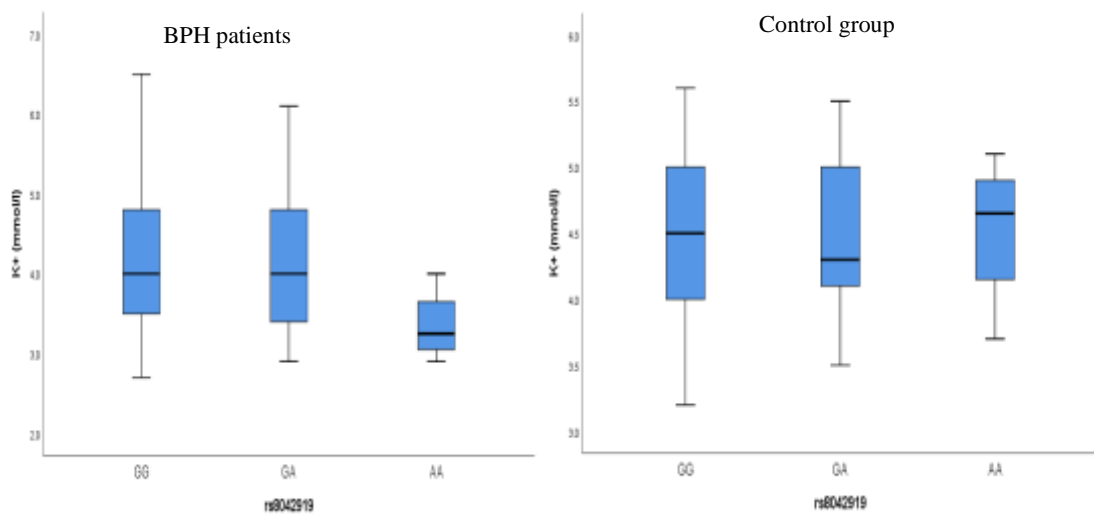 BPH patients
7.0
6.0
5.0
4.0
3.0
2.0
K+ (mmol/l)
GG GA AA
rs8042919
Control group
6.0
5.5
5.0
4.5
4.0
3.5
3.0
K+ (mmol/l)
GG GA AA
rs8042919